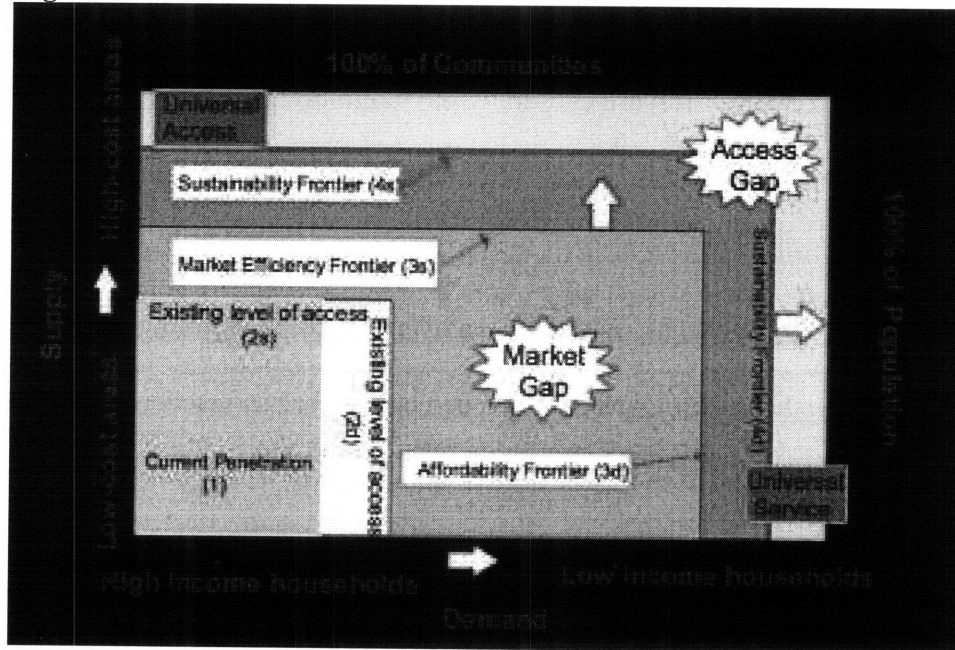 100% of Communities
Universal
Access
Access
Gap
Sustainability Frontier (4s)
High cost areas
Market Efficiency Frontier (3s)
Existing level of access
(2s)
Existing level of access
(2d)
Market
Gap
Sustainability Frontier (4d)
100% of Population
Supply
Current Penetration
(1)
Affordability Frontier (3d)
Universal
Service
Low cost areas
High income households
Low income households
Demand